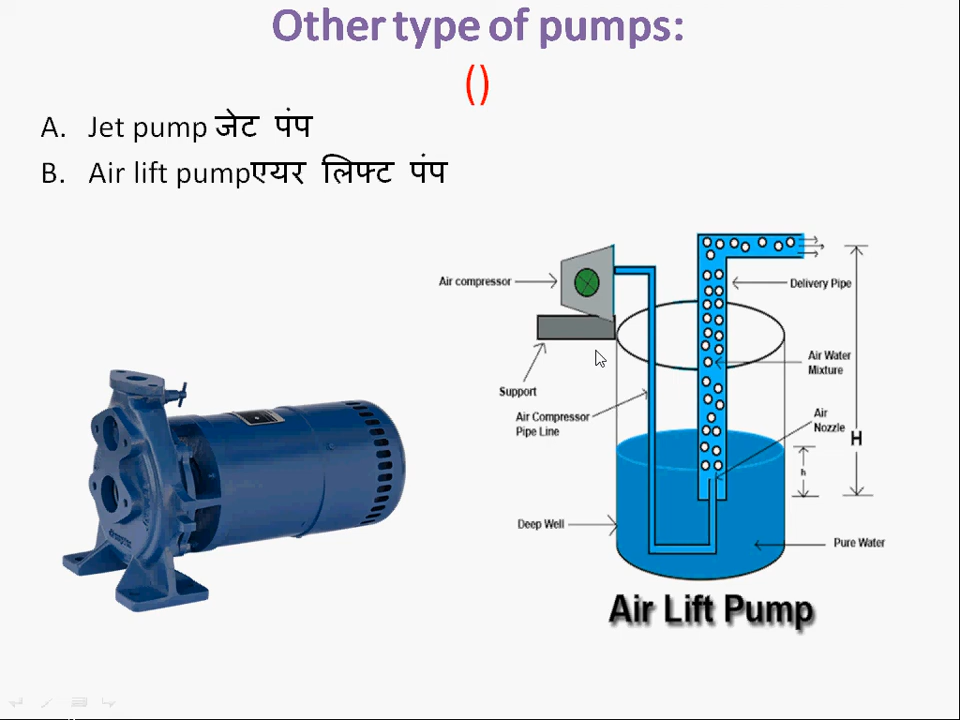 Other type of pumps:
()
A. Jet pump जेट पंप
B. Air lift pumpएयर लिफ्ट पंप
Air compressor
Delivery Pipe
Air Water
Mixture
Support
Air Compressor
Pipe Line
Air
Nozzle
H
h
Deep Well
Pure Water
Air Lift Pump